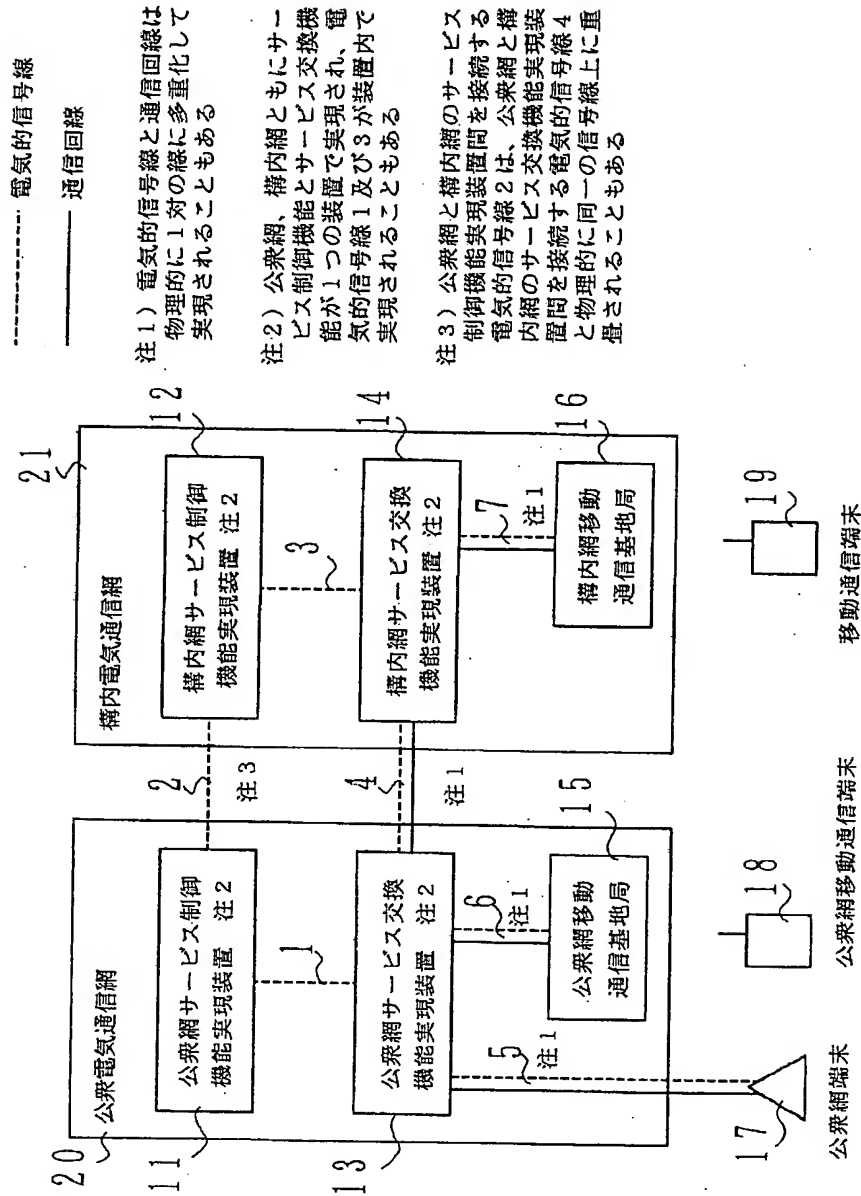 電気的信号線
通信回線
注1) 電気的信号線と通信回線は
物理的に1対の線に多重化して
実現されることもある
注2) 公衆網、構内網ともにサー
ビス制御機能とサービス交換機
能が1つの装置で実現され、電
気的信号線1及び3が装置内で
実現されることもある
注3) 公衆網と構内網のサービス
制御機能実現装置間を接続する
電気的信号線2は、公衆網と構
内網のサービス交換機能実現装
置間を接続する電気的信号線4
と物理的に同一の信号線上に重
畳されることもある
20
公衆電気通信網
21
構内電気通信網
11
公衆網サービス制御
機能実現装置 注2
2
注3
12
構内網サービス制御
機能実現装置 注2
1
3
13
公衆網サービス交換
機能実現装置 注2
4
注1
14
構内網サービス交換
機能実現装置 注2
5
注1
6
注1
7
注1
15
公衆網移動
通信基地局
16
構内網移動
通信基地局
17
公衆網端末
18
公衆網移動通信端末
19
移動通信端末